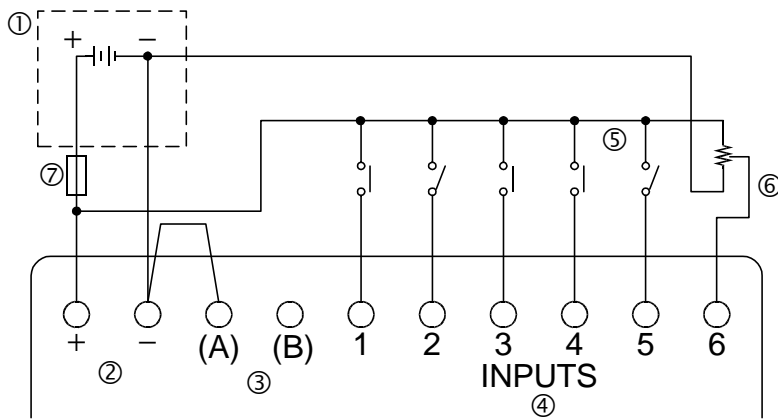 ①
+ −
⑤
⑦ ⑥
+ − (A) (B) 1 2 3 4 5 6
② ③ INPUTS
④